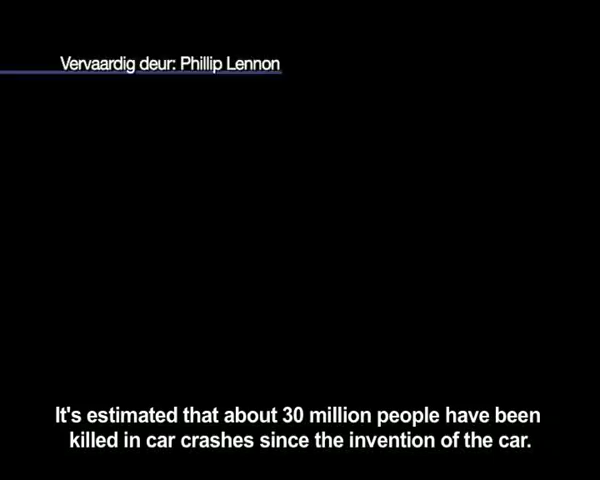 Vervaardig deur: Phillip Lennon
It's estimated that about 30 million people have been
killed in car crashes since the invention of the car.